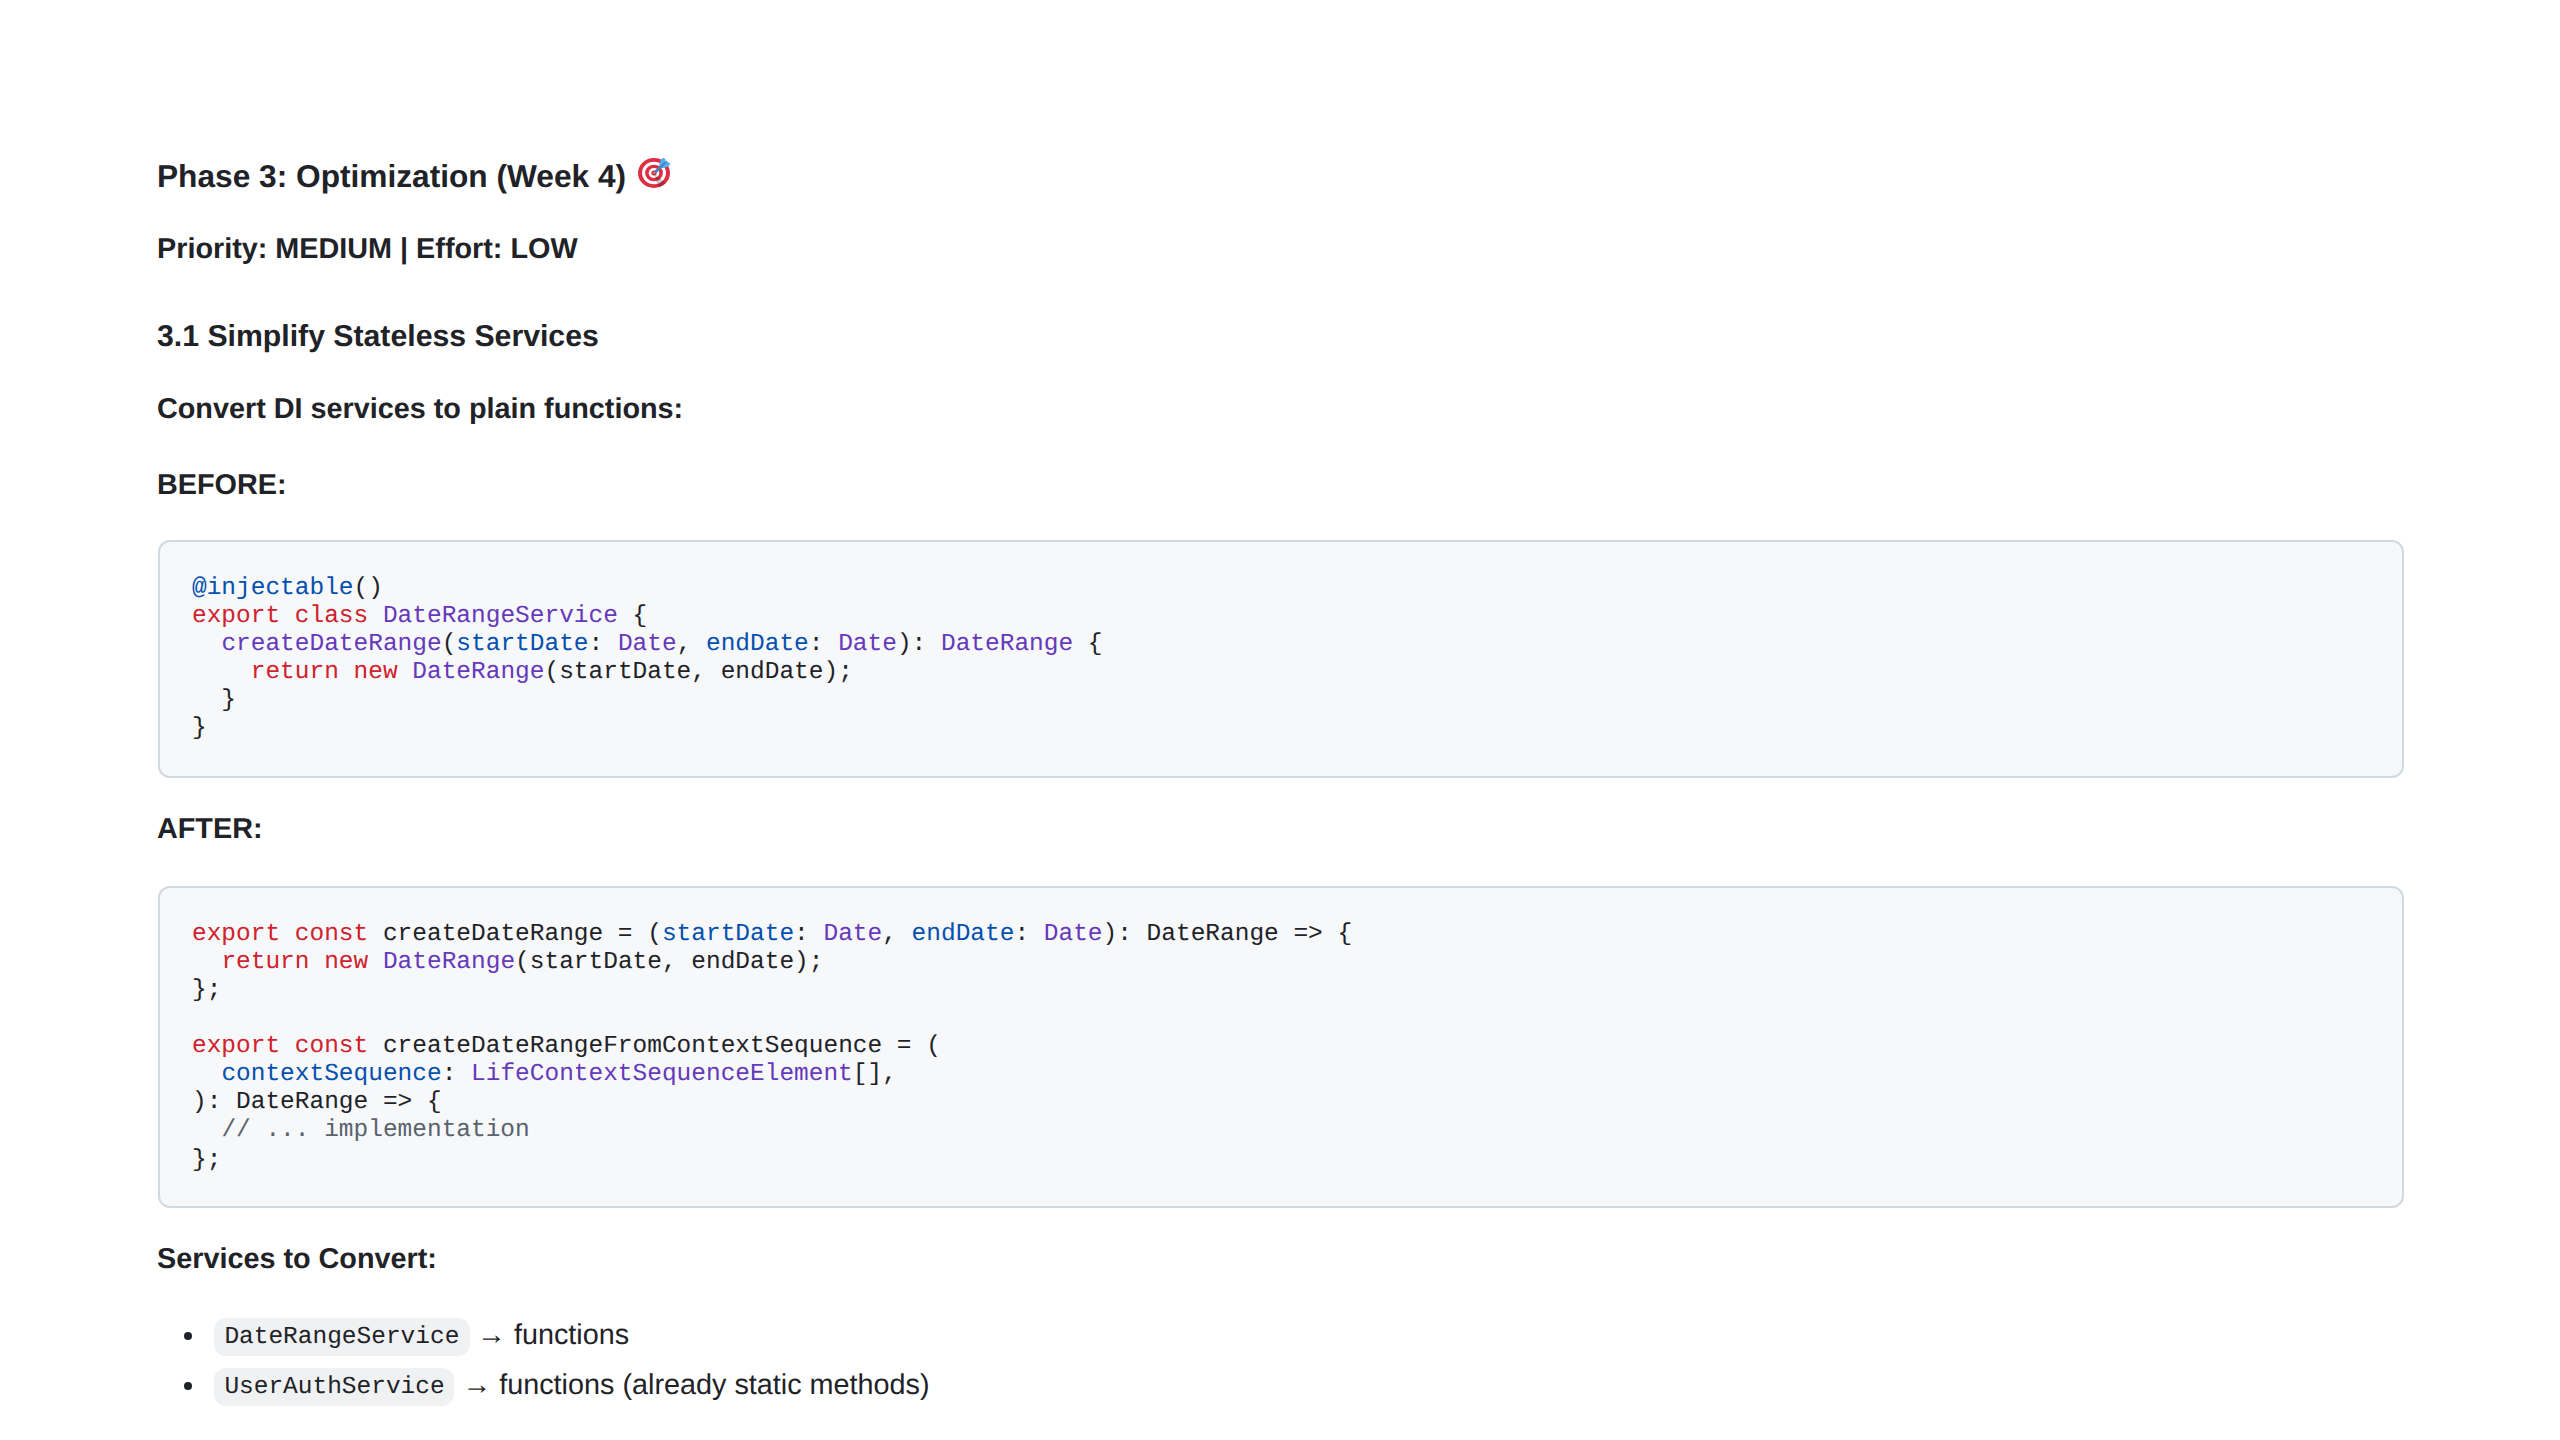 Phase 3: Optimization (Week 4) 🎯
Priority: MEDIUM | Effort: LOW
3.1 Simplify Stateless Services
Convert DI services to plain functions:
BEFORE:
@injectable()
export class DateRangeService {
  createDateRange(startDate: Date, endDate: Date): DateRange {
    return new DateRange(startDate, endDate);
  }
}
AFTER:
export const createDateRange = (startDate: Date, endDate: Date): DateRange => {
  return new DateRange(startDate, endDate);
};

export const createDateRangeFromContextSequence = (
  contextSequence: LifeContextSequenceElement[],
): DateRange => {
  // ... implementation
};
Services to Convert:
• DateRangeService → functions
• UserAuthService → functions (already static methods)